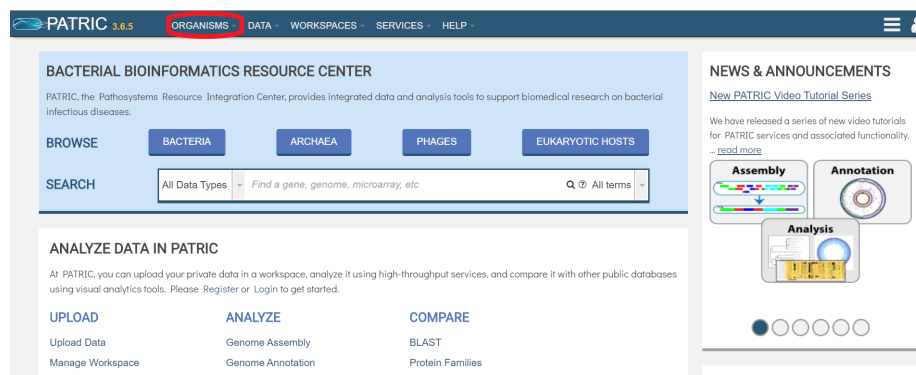 PATRIC 3.6.5 ORGANISMS DATA WORKSPACES SERVICES HELP
BACTERIAL BIOINFORMATICS RESOURCE CENTER
PATRIC, the Pathosystems Resource Integration Center, provides integrated data and analysis tools to support biomedical research on bacterial
infectious diseases.
BROWSE BACTERIA ARCHAEA PHAGES EUKARYOTIC HOSTS
SEARCH All Data Types Find a gene, genome, microarray, etc All terms
ANALYZE DATA IN PATRIC
At PATRIC, you can upload your private data in a workspace, analyze it using high-throughput services, and compare it with other public databases
using visual analytics tools. Please Register or Login to get started.
UPLOAD ANALYZE COMPARE
Upload Data Genome Assembly BLAST
Manage Workspace Genome Annotation Protein Families
NEWS & ANNOUNCEMENTS
New PATRIC Video Tutorial Series
We have released a series of new video tutorials
for PATRIC services and associated functionality.
... read more
Assembly Annotation
Analysis